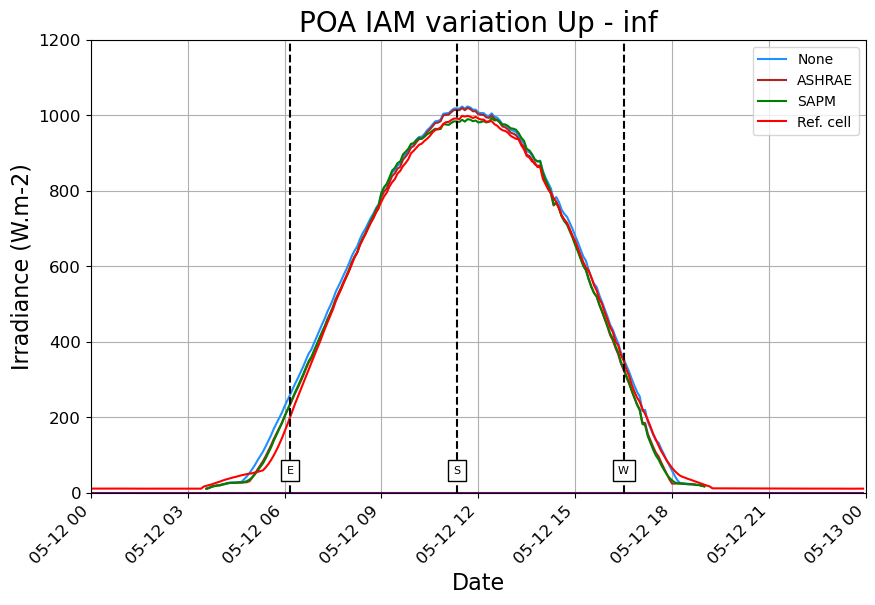 POA IAM variation Up - inf
Irradiance (W.m-2)
1200
1000
800
600
400
200
0
None
ASHRAE
SAPM
Ref. cell
E
S
W
05-12 00
05-12 03
05-12 06
05-12 09
05-12 12
05-12 15
05-12 18
05-12 21
05-13 00
Date